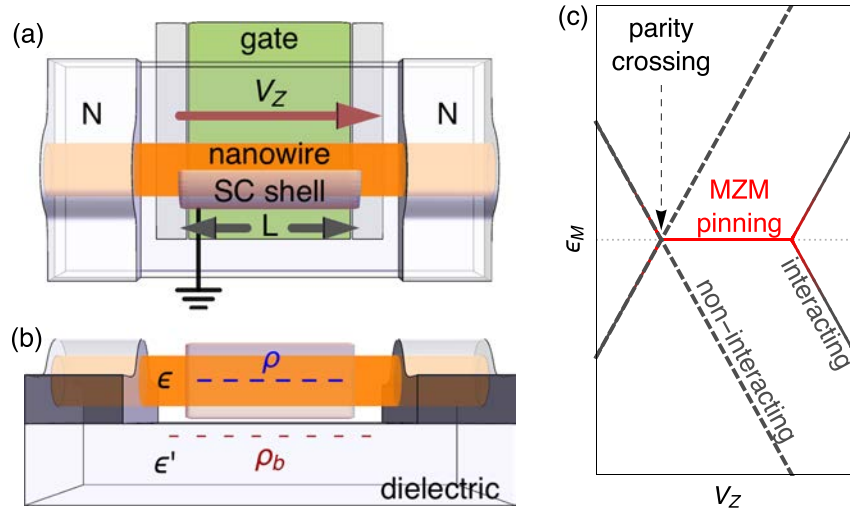 (a)
gate
N
V_Z
N
nanowire
SC shell
L
(b)
ρ
ϵ
ϵ'
ρ_b
dielectric
(c)
parity
crossing
MZM
pinning
ϵ_M
interacting
non-interacting
V_Z